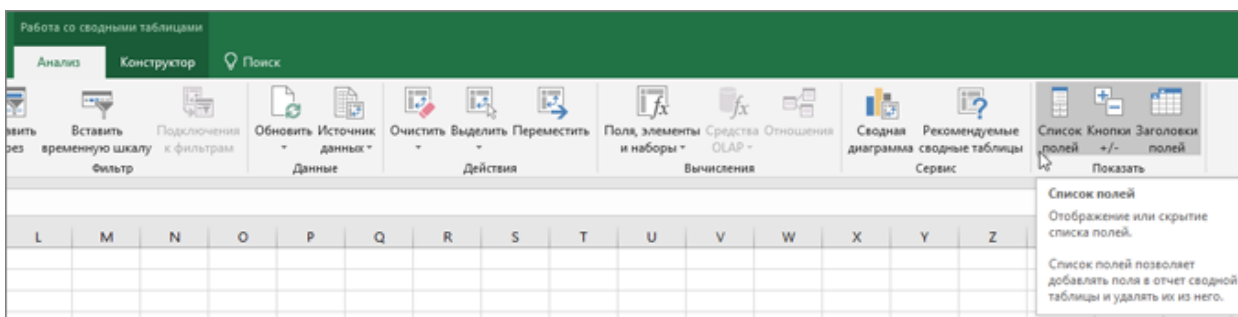 Работа со сводными таблицами
Анализ Конструктор Поиск
Вставить Подключения Обновить Источник Очистить Выделить Переместить Поля, элементы Средства Отношения Сводная Рекомендуемые Список Кнопки Заголовки
временную шкалу к фильтрам данных и наборы OLAP диаграмма сводные таблицы полей +/- полей
Фильтр Данные Действия Вычисления Сервис Показать
Список полей
Отображение или скрытие
списка полей.
Список полей позволяет
добавлять поля в отчет сводной
таблицы и удалять их из него.
L M N O P Q R S T U V W X Y Z